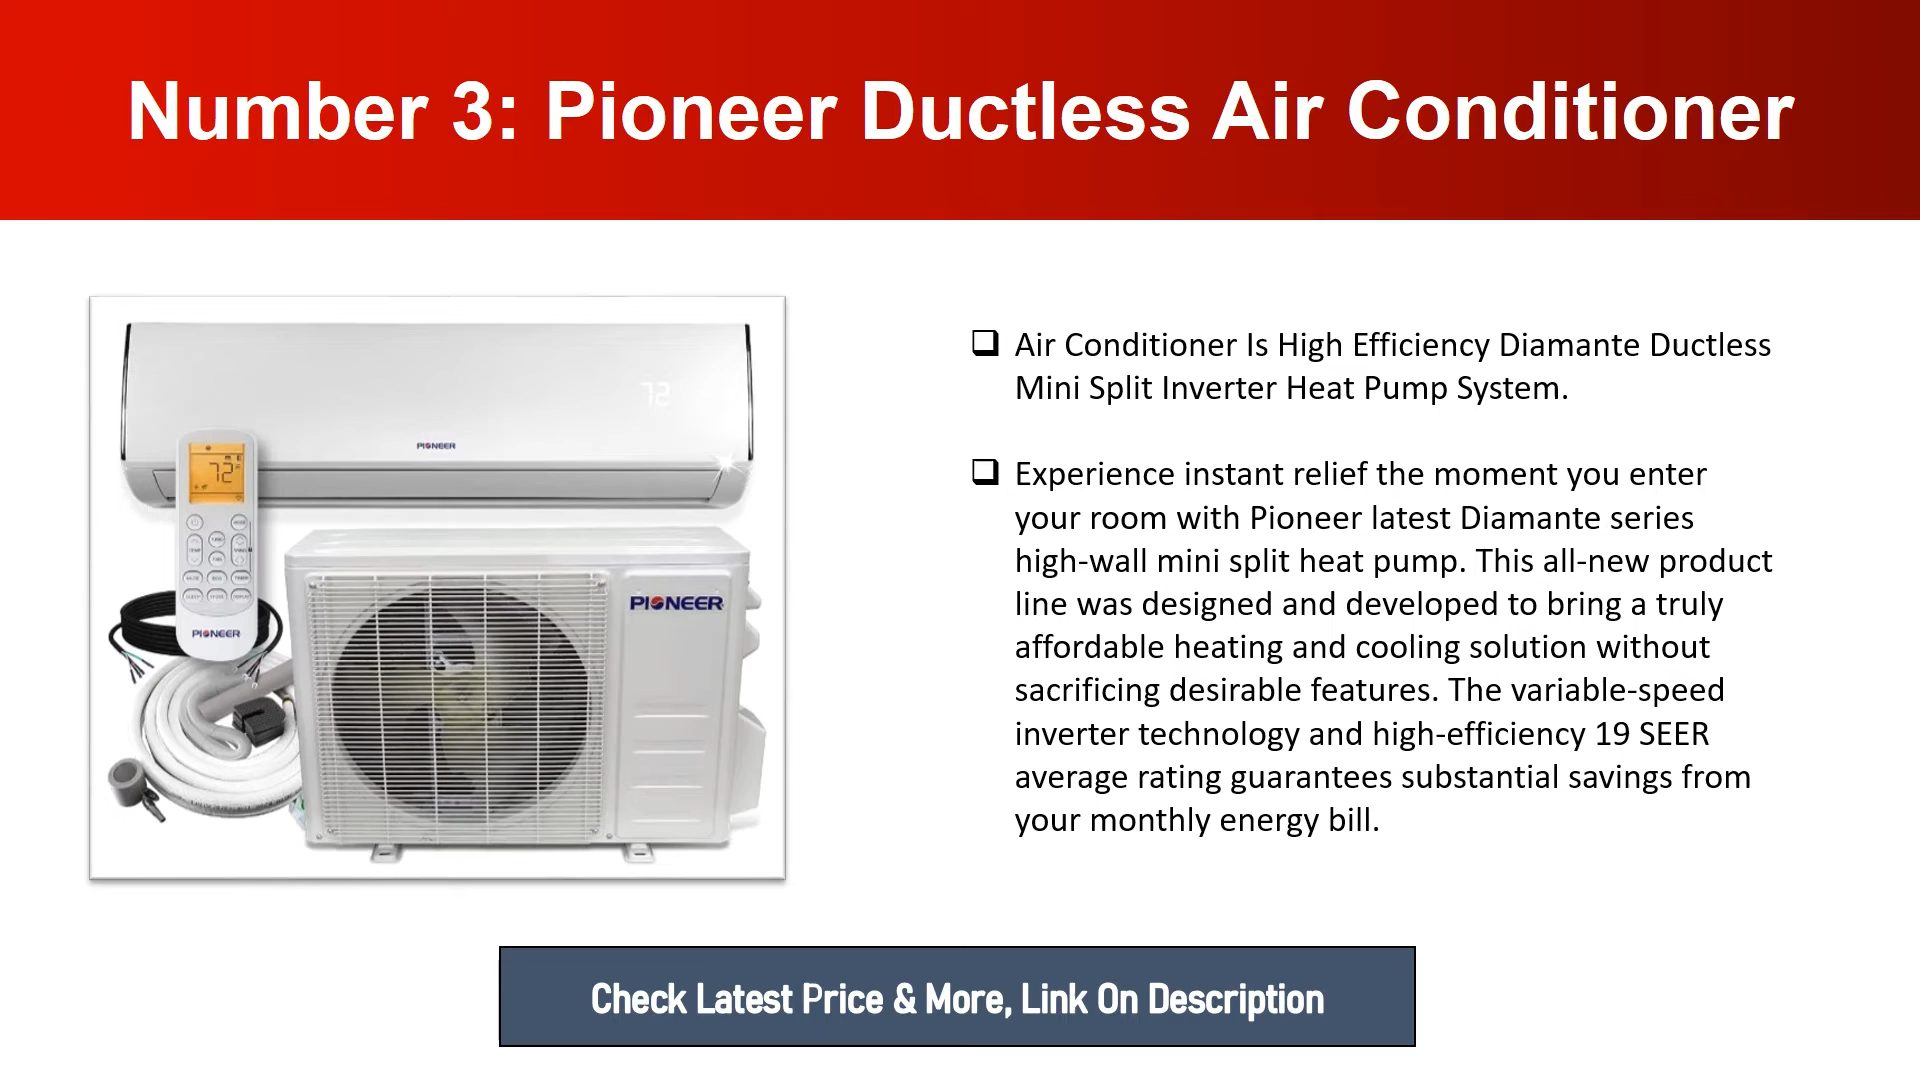 Number 3: Pioneer Ductless Air Conditioner
72
PIONEER
72
PIONEER
PIONEER
Air Conditioner Is High Efficiency Diamante Ductless
Mini Split Inverter Heat Pump System.
Experience instant relief the moment you enter
your room with Pioneer latest Diamante series
high-wall mini split heat pump. This all-new product
line was designed and developed to bring a truly
affordable heating and cooling solution without
sacrificing desirable features. The variable-speed
inverter technology and high-efficiency 19 SEER
average rating guarantees substantial savings from
your monthly energy bill.
Check Latest Price & More, Link On Description